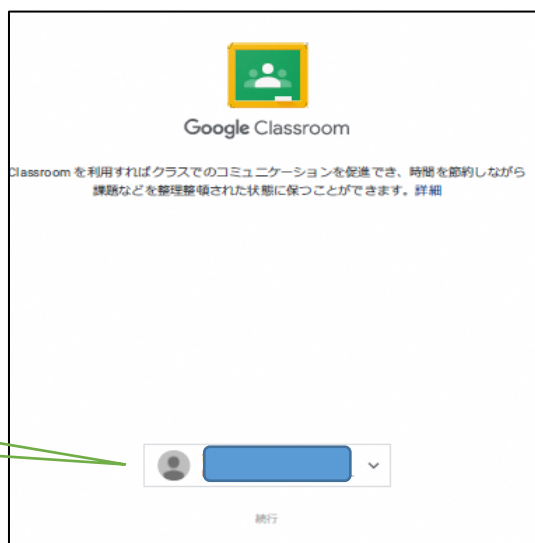 Google Classroom
Classroom を利用すればクラスでのコミュニケーションを促進でき、時間を節約しながら
課題などを整理整頓された状態に保つことができます。詳細
続行